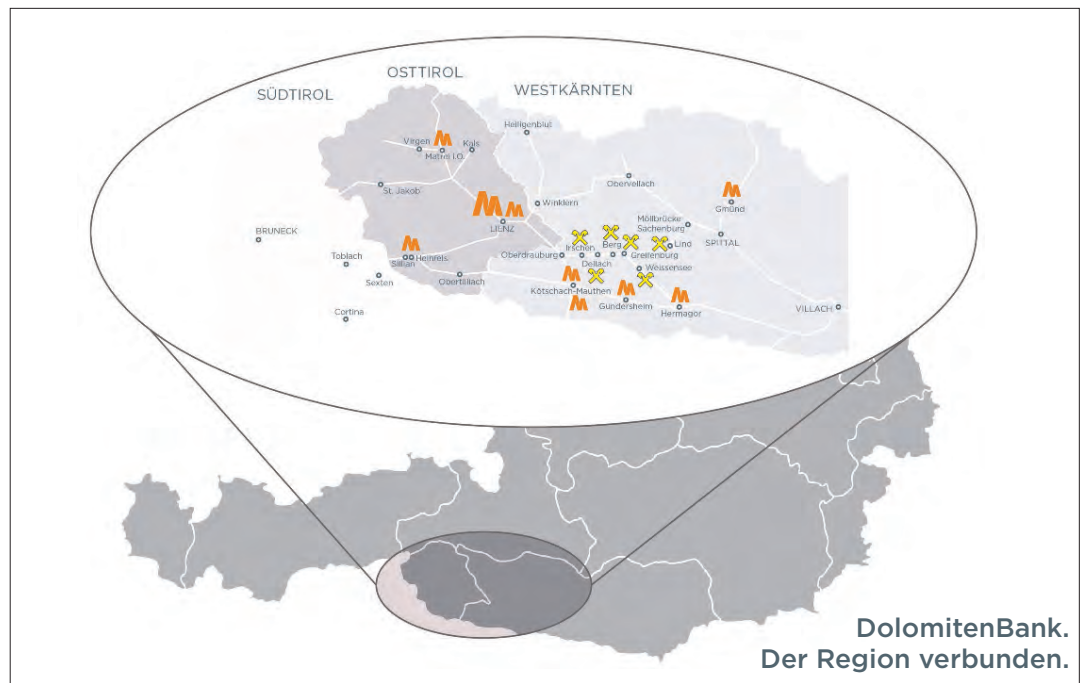 OSTTIROL
SÜDTIROL
WESTKÄRNTEN
Heiligenblut
Virgen
Matrei i.O.
Kals
Obervellach
St. Jakob
Winklern
Gmünd
LIENZ
Möllbrücke
Sachsenburg
SPITTAL
BRUNECK
Irschen
Berg
Lind
Oberdrauburg
Dellach
Greifenburg
Sillian
Heinfels
Toblach
Weissensee
Sexten
Obertilliach
Kötschach-Mauthen
Gundersheim
Hermagor
VILLACH
Cortina
DolomitenBank.
Der Region verbunden.